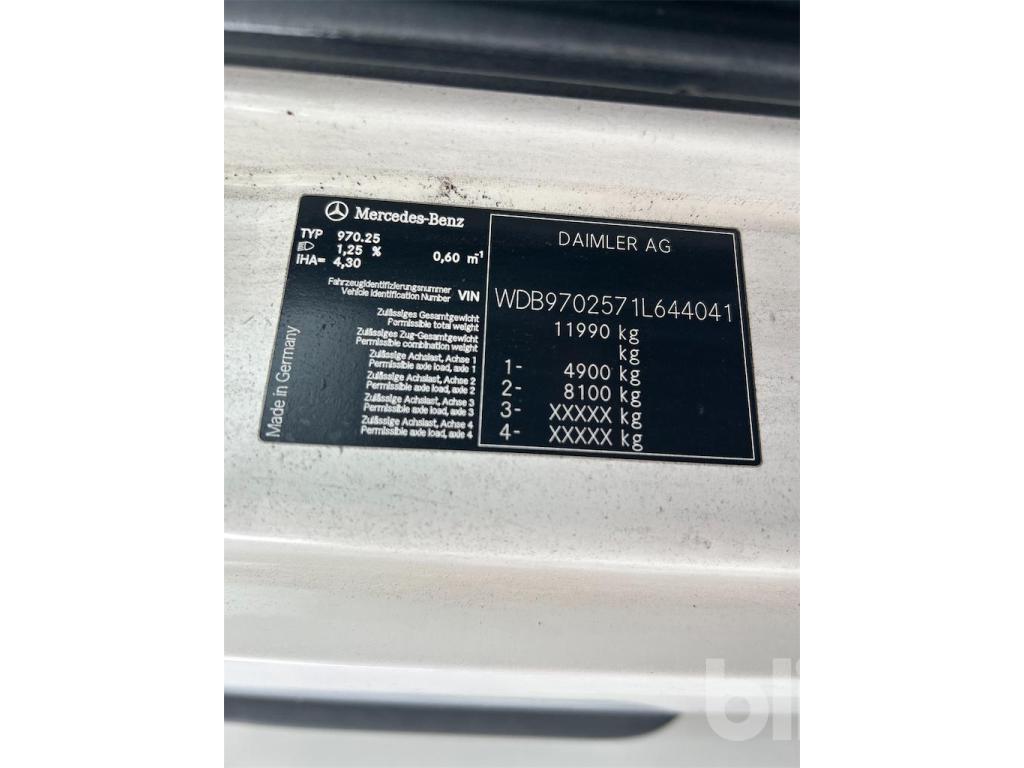 Mercedes-Benz
TYP 970.25
1,25 % 0,60 m⁻¹
IHA= 4,30
Fahrzeugidentifizierungsnummer
Vehicle Identification Number VIN
Zulässiges Gesamtgewicht
Permissible total weight
Zulässiges Zug-Gesamtgewicht
Permissible combination weight
Zulässige Achslast, Achse 1
Permissible axle load, axle 1
Zulässige Achslast, Achse 2
Permissible axle load, axle 2
Zulässige Achslast, Achse 3
Permissible axle load, axle 3
Zulässige Achslast, Achse 4
Permissible axle load, axle 4
Made in Germany
DAIMLER AG
WDB9702571L644041
11990 kg
kg
1- 4900 kg
2- 8100 kg
3- XXXXX kg
4- XXXXX kg